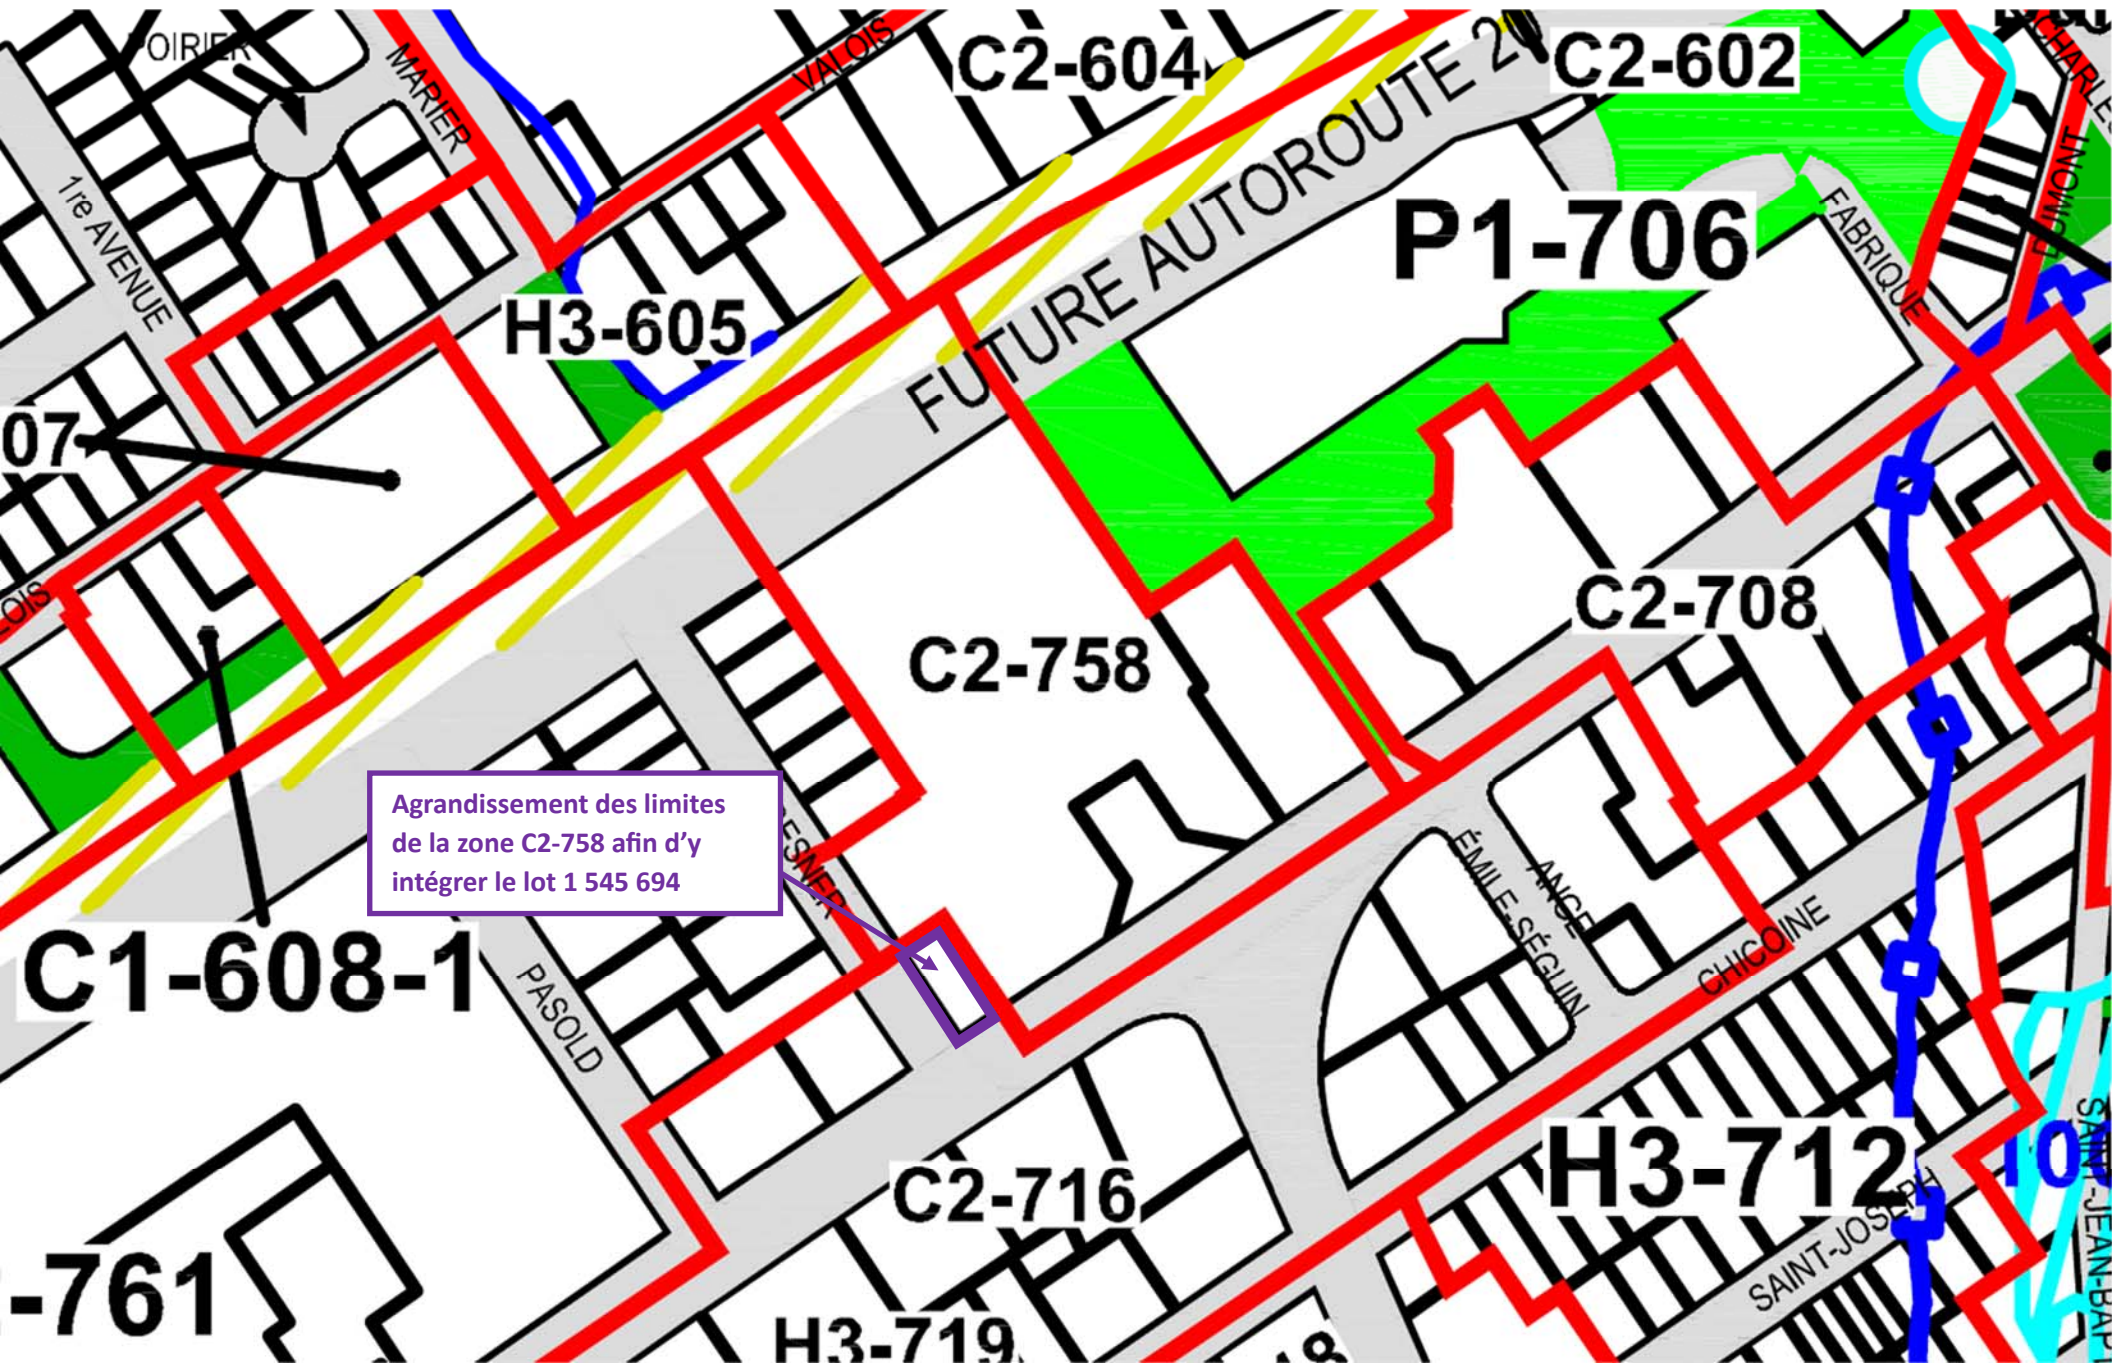 POIRIER
MARIER
VALOIS
C2-604
FUTURE AUTOROUTE 20
C2-602
DUMONT
1re AVENUE
H3-605
P1-706
FABRIQUE
07
C2-708
C2-758
C1-608-1
Agrandissement des limites
de la zone C2-758 afin d’y
intégrer le lot 1 545 694
ESNER
PASOLD
ÉMILE-SÉGUIN
ANGE
CHICOINE
C2-716
H3-712
SAINT-JOSEPH
-761
H3-719